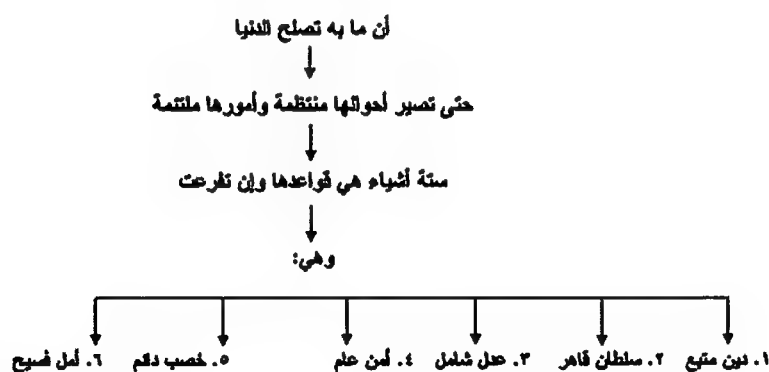 أن ما به تصلح الدنيا
حتى تصير أحوالها منتظمة وأمورها ملتئمة
ستة أشياء هي قواعدها وإن تفرعت
وهي:
١. دين متبع ٢. سلطان قاهر ٣. عدل شامل ٤. أمن عام ٥. خصب دائم ٦. أمل فسيح